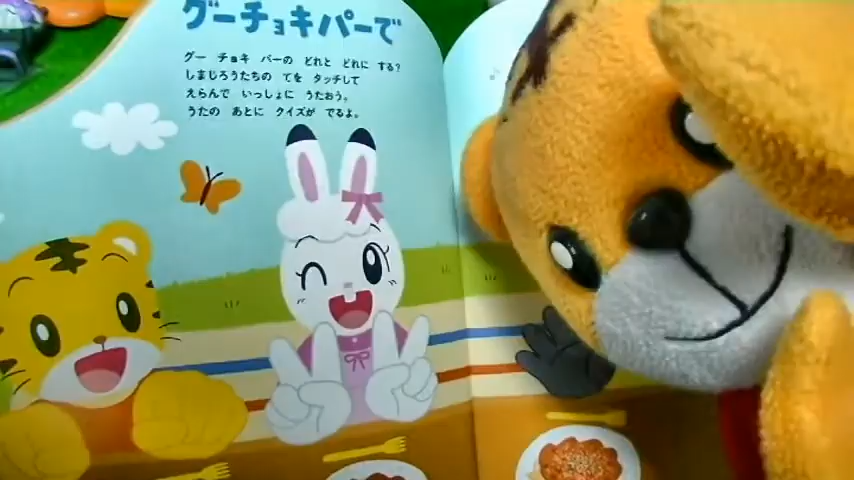 グーチョキパーで
グー チョキ パーの どれと どれに する?
しまじろうたちの てを タッチして
えらんで いっしょに うたおう。
うたの あとに クイズが でるよ。